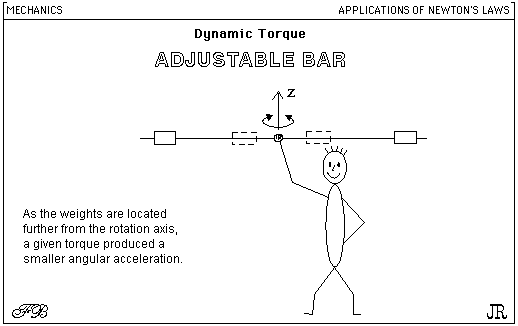 MECHANICS
APPLICATIONS OF NEWTON'S LAWS
Dynamic Torque
ADJUSTABLE BAR
Z
As the weights are located
further from the rotation axis,
a given torque produced a
smaller angular acceleration.
FB
JR